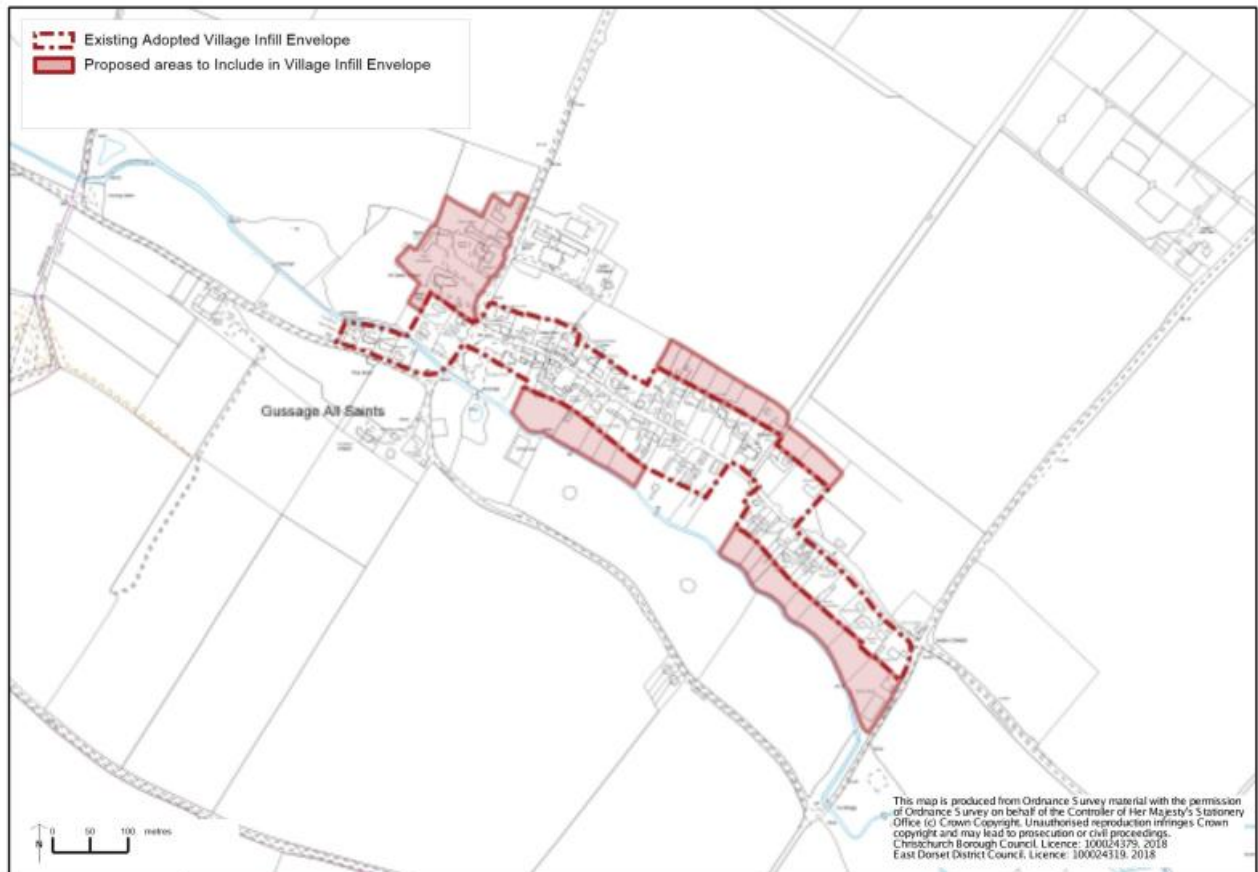 Existing Adopted Village Infill Envelope
Proposed areas to Include in Village Infill Envelope
Gussage All Saints
N
0 50 100 metres
This map is produced from Ordnance Survey material with the permission
of Ordnance Survey on behalf of the Controller of Her Majesty's Stationery
Office (c) Crown Copyright. Unauthorised reproduction infringes Crown
copyright and may lead to prosecution or civil proceedings.
Christchurch Borough Council. Licence: 100024379. 2018
East Dorset District Council. Licence: 100024319. 2018